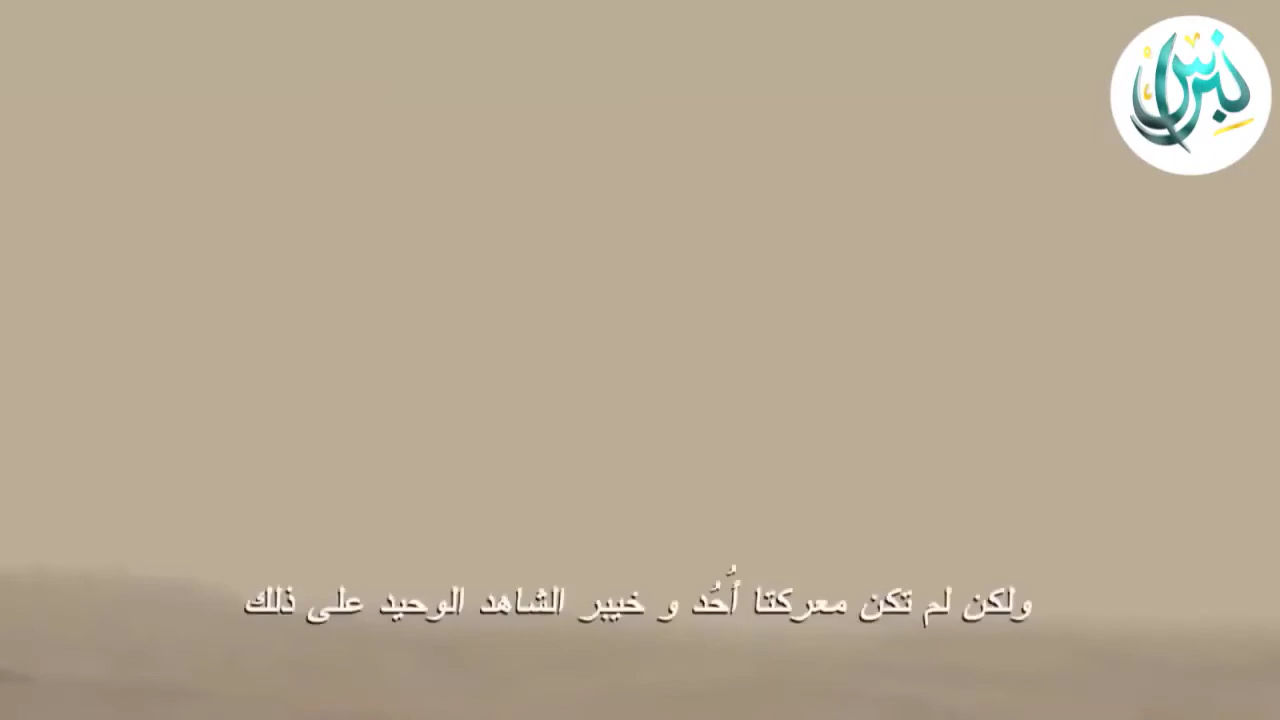 ولكن لم تكن معركتا أُحُد و خيبر الشاهد الوحيد على ذلك